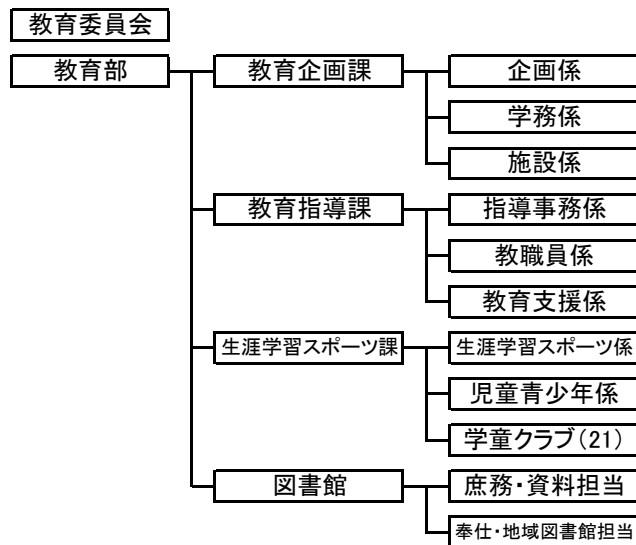 教育委員会
教育部
教育企画課
企画係
学務係
施設係
教育指導課
指導事務係
教職員係
教育支援係
生涯学習スポーツ課
生涯学習スポーツ係
児童青少年係
学童クラブ(21)
図書館
庶務・資料担当
奉仕・地域図書館担当